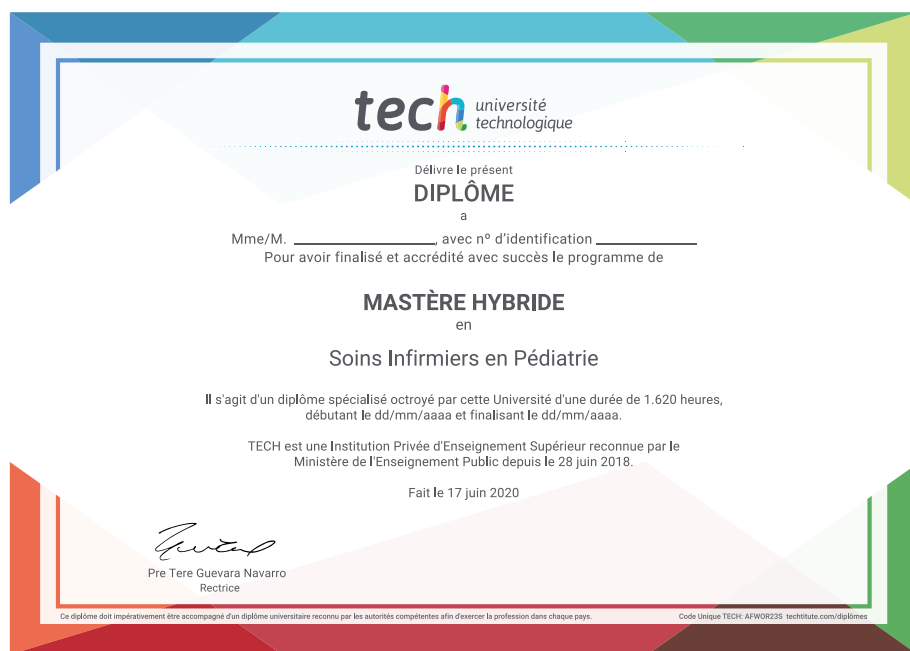 tech université
technologique
Délivre le présent
DIPLÔME
a
Mme/M. ____________________, avec nº d'identification ______________
Pour avoir finalisé et accrédité avec succès le programme de
MASTÈRE HYBRIDE
en
Soins Infirmiers en Pédiatrie
Il s'agit d'un diplôme spécialisé octroyé par cette Université d'une durée de 1.620 heures,
débutant le dd/mm/aaaa et finalisant le dd/mm/aaaa.
TECH est une Institution Privée d'Enseignement Supérieur reconnue par le
Ministère de l'Enseignement Public depuis le 28 juin 2018.
Fait le 17 juin 2020
Pre Tere Guevara Navarro
Rectrice
Ce diplôme doit impérativement être accompagné d'un diplôme universitaire reconnu par les autorités compétentes afin d'exercer la profession dans chaque pays.
Code Unique TECH: AFWOR23S techtitute.com/diplômes